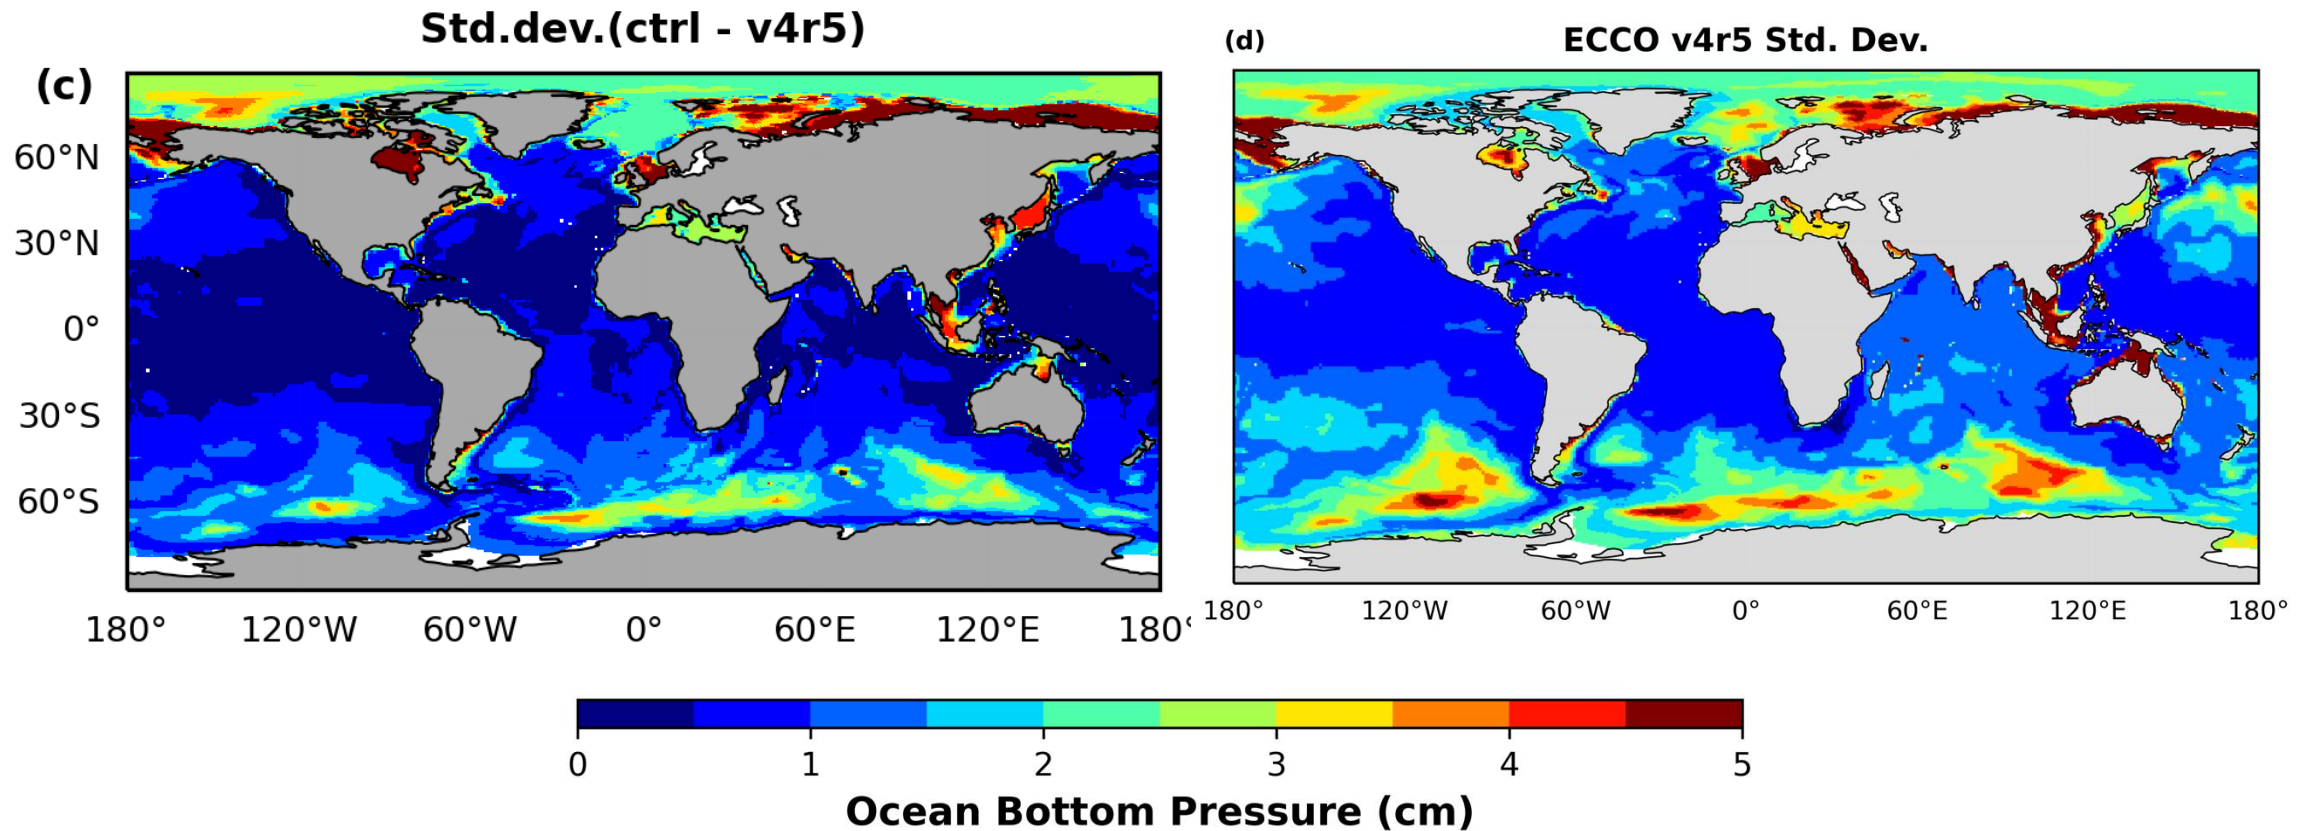 Std.dev.(ctrl - v4r5)
(c)
60°N
30°N
0°
30°S
60°S
180° 120°W 60°W 0° 60°E 120°E 180°
(d) ECCO v4r5 Std. Dev.
180° 120°W 60°W 0° 60°E 120°E 180°
0 1 2 3 4 5
Ocean Bottom Pressure (cm)